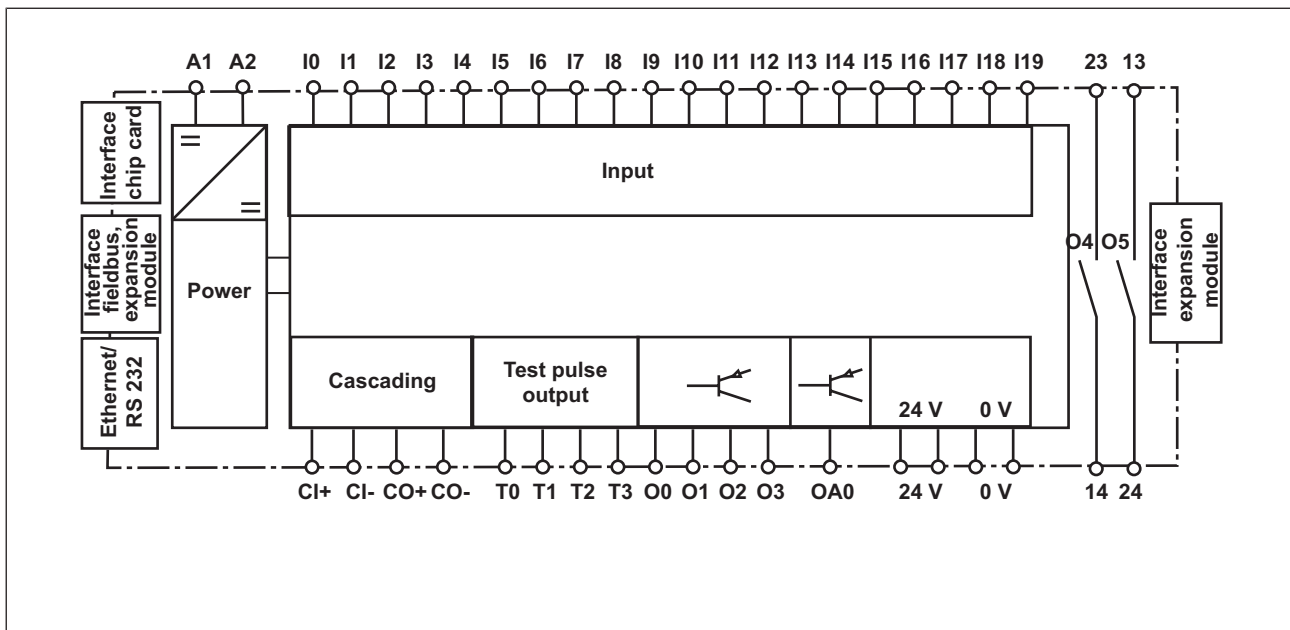 A1 A2 I0 I1 I2 I3 I4 I5 I6 I7 I8 I9 I10 I11 I12 I13 I14 I15 I16 I17 I18 I19 23 13
Interface
chip card
Interface
fieldbus,
expansion
module
Ethernet/
RS 232
Power
Input
O4 O5
Interface
expansion
module
Cascading
Test pulse
output
24 V 0 V
CI+ CI- CO+ CO- T0 T1 T2 T3 O0 O1 O2 O3 OA0 24 V 0 V 14 24